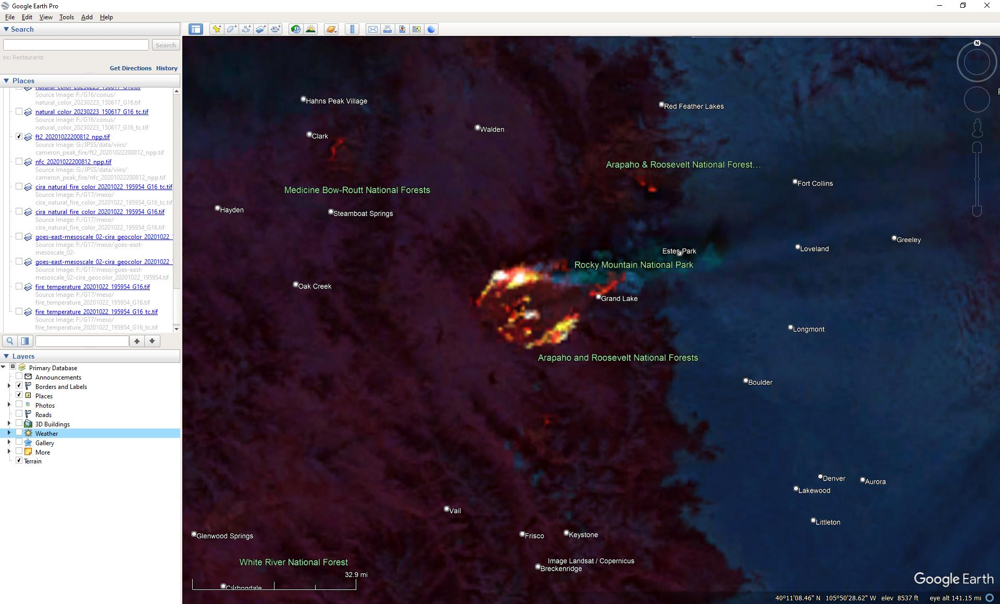 Google Earth Pro
File Edit View Tools Add Help
Search
Search
ex: Restaurants
Get Directions History
Places
natural_color_20230223_150617_G16.tif
Source Image: F:/G16/conus/
natural_color_20230223_150617_G16.tif
natural_color_20230223_150617_G16_tc.tif
Source Image: F:/G16/conus/
natural_color_20230223_150617_G16_tc.tif
ft2_20201022200812_npp.tif
Source Image: G:/JPSS/data/viirs/
cameron_peak_fire/ft2_20201022200812_npp.tif
nfc_20201022200812_npp.tif
Source Image: G:/JPSS/data/viirs/
cameron_peak_fire/nfc_20201022200812_npp.tif
cira_natural_fire_color_20201022_195954_G16_tc.tif
Source Image: F:/G17/meso/
cira_natural_fire_color_20201022_195954_G16_tc.tif
cira_natural_fire_color_20201022_195954_G16.tif
Source Image: F:/G17/meso/
cira_natural_fire_color_20201022_195954_G16.tif
goes-east-mesoscale_02-cira_geocolor_20201022_
Source Image: F:/G17/meso/goes-east-
mesoscale_02-
goes-east-mesoscale_02-cira_geocolor_20201022_
Source Image: F:/G17/meso/goes-east-
mesoscale_02-cira_geocolor_20201022_195954.tif
fire_temperature_20201022_195954_G16.tif
Source Image: F:/G17/meso/
fire_temperature_20201022_195954_G16.tif
fire_temperature_20201022_195954_G16_tc.tif
Source Image: F:/G17/meso/
fire_temperature_20201022_195954_G16_tc.tif
Layers
Primary Database
Announcements
Borders and Labels
Places
Photos
Roads
3D Buildings
Weather
Gallery
More
Terrain
N
Hahns Peak Village
Red Feather Lakes
Walden
Clark
Arapaho & Roosevelt National Forest…
Fort Collins
Medicine Bow-Routt National Forests
Hayden
Steamboat Springs
Greeley
Loveland
Estes Park
Rocky Mountain National Park
Oak Creek
Grand Lake
Longmont
Arapaho and Roosevelt National Forests
Boulder
Denver
Aurora
Lakewood
Vail
Littleton
Glenwood Springs
Frisco
Keystone
White River National Forest
Image Landsat / Copernicus
Breckenridge
32.9 mi
Carbondale
Google Earth
40°11'08.46" N 105°50'28.62" W elev 8537 ft eye alt 141.15 mi